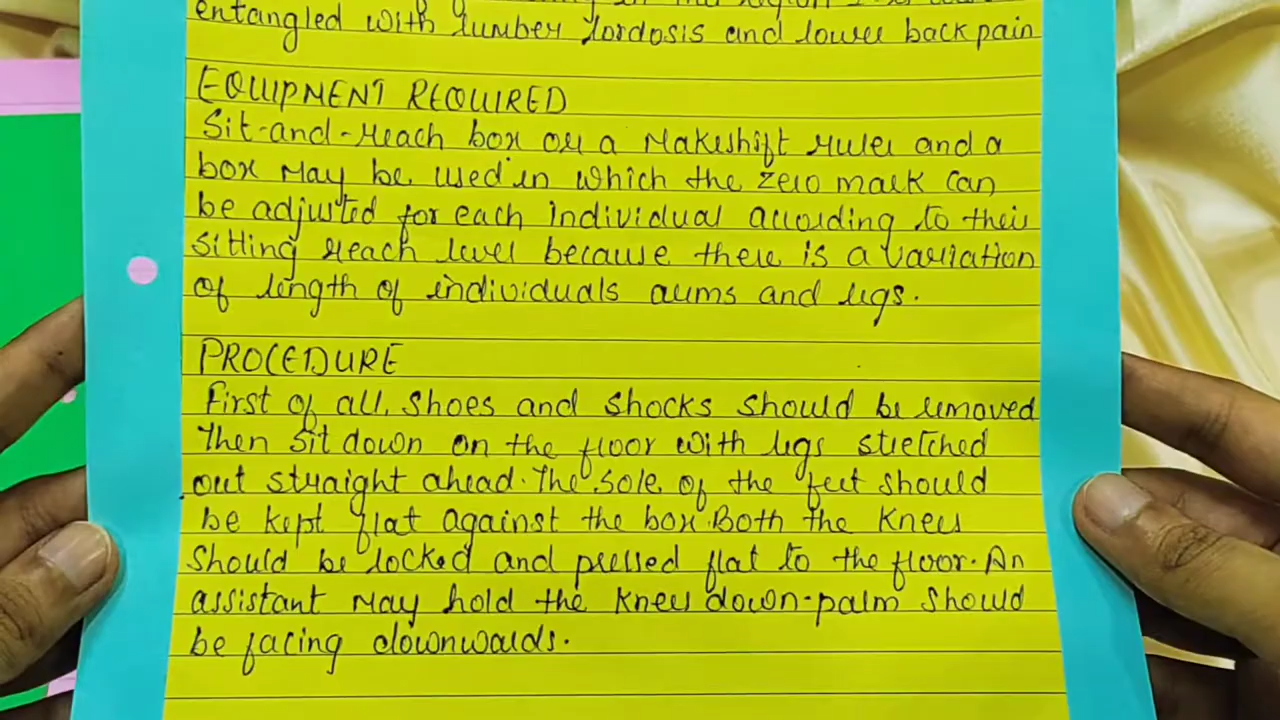 in the region
entangled with lumber lordosis and lower back pain
EQUIPMENT REQUIRED
Sit-and-reach box or a Makeshift ruler and a
box May be used in which the zero mark can
be adjusted for each individual according to their
sitting reach level because there is a variation
of length of individuals arms and legs.
PROCEDURE
First of all, shoes and shocks should be removed
Then sit down on the floor with legs stretched
out straight ahead. The sole of the feet should
be kept flat against the box. Both the knees
should be locked and pressed flat to the floor. An
assistant May hold the knees down-palm should
be facing downwards.